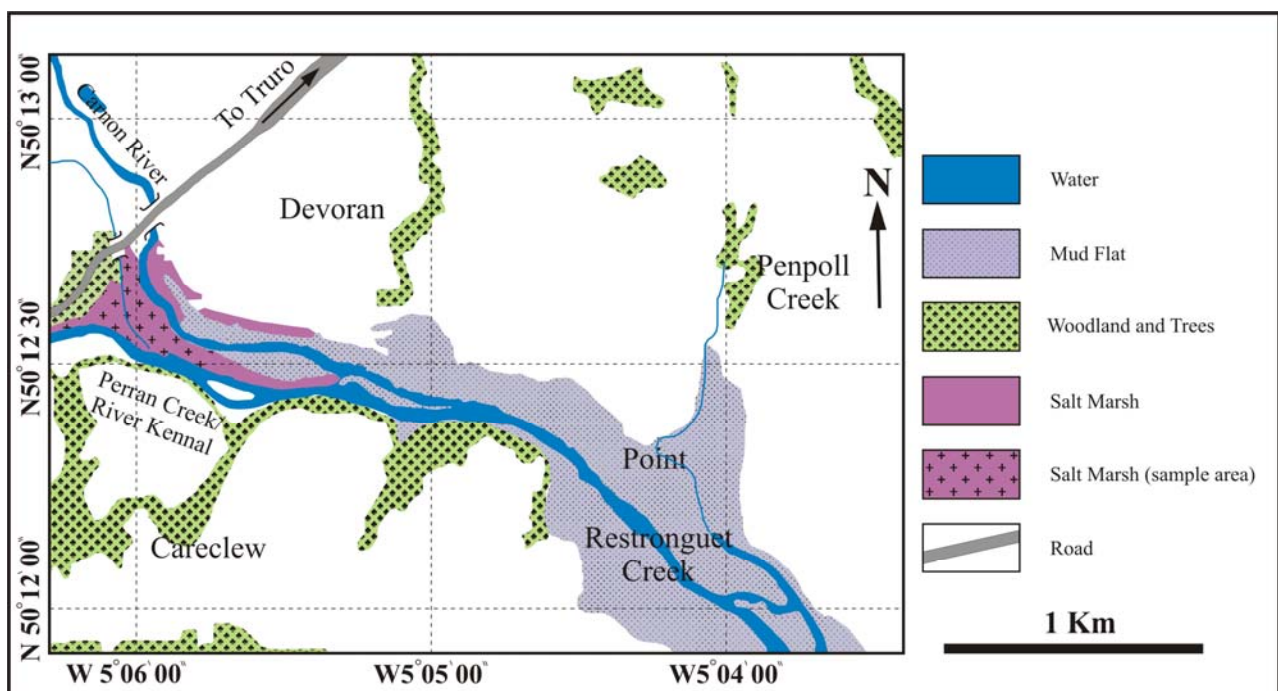 N50° 13' 00"
N50° 12' 30"
N 50° 12' 00"
Carnon River
To Truro
Devoran
Penpoll
Creek
N
Perran Creek/
River Kennal
Point
Restronguet
Creek
Careclew
W 5° 06' 00"
W5° 05' 00"
W5° 04' 00"
Water
Mud Flat
Woodland and Trees
Salt Marsh
Salt Marsh (sample area)
Road
1 Km